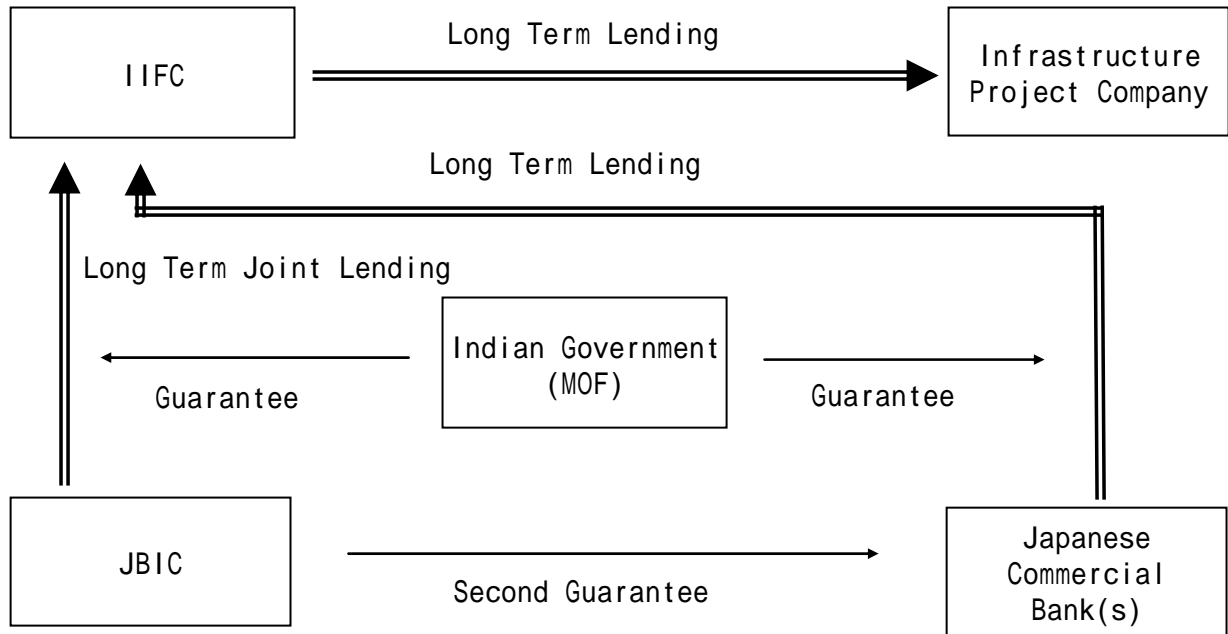 Long Term Lending
IIFC
Infrastructure
Project Company
Long Term Lending
Long Term Joint Lending
Indian Government
(MOF)
Guarantee
Guarantee
JBIC
Second Guarantee
Japanese
Commercial
Bank(s)